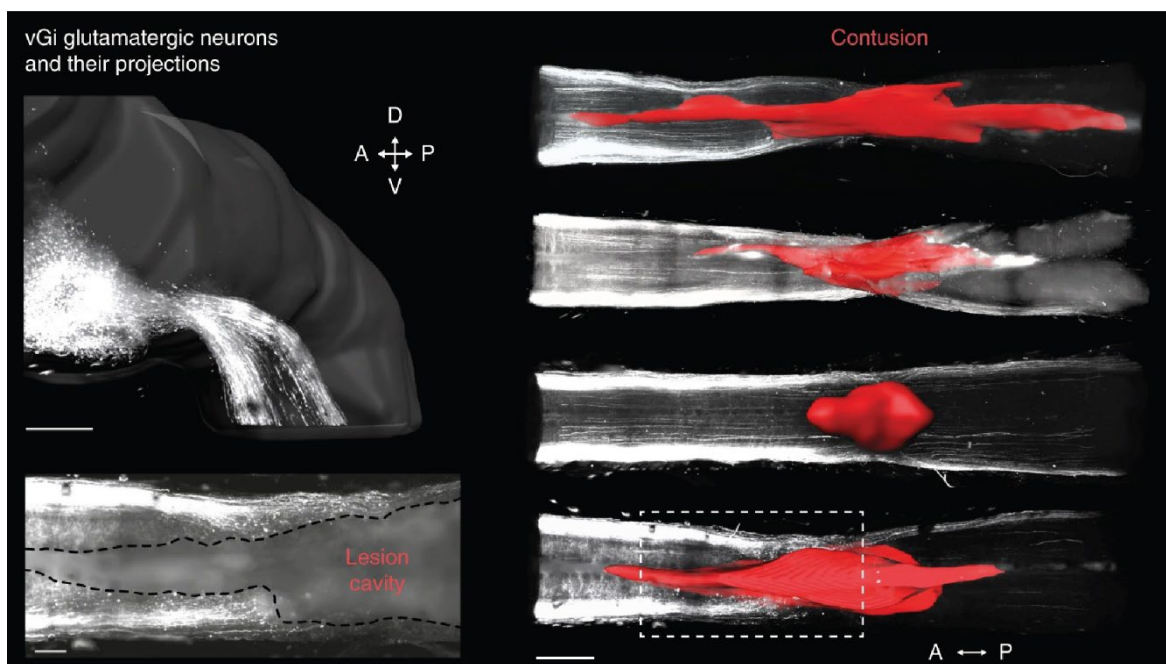 vGi glutamatergic neurons
and their projections
D
A P
V
Contusion
Lesion
cavity
A P